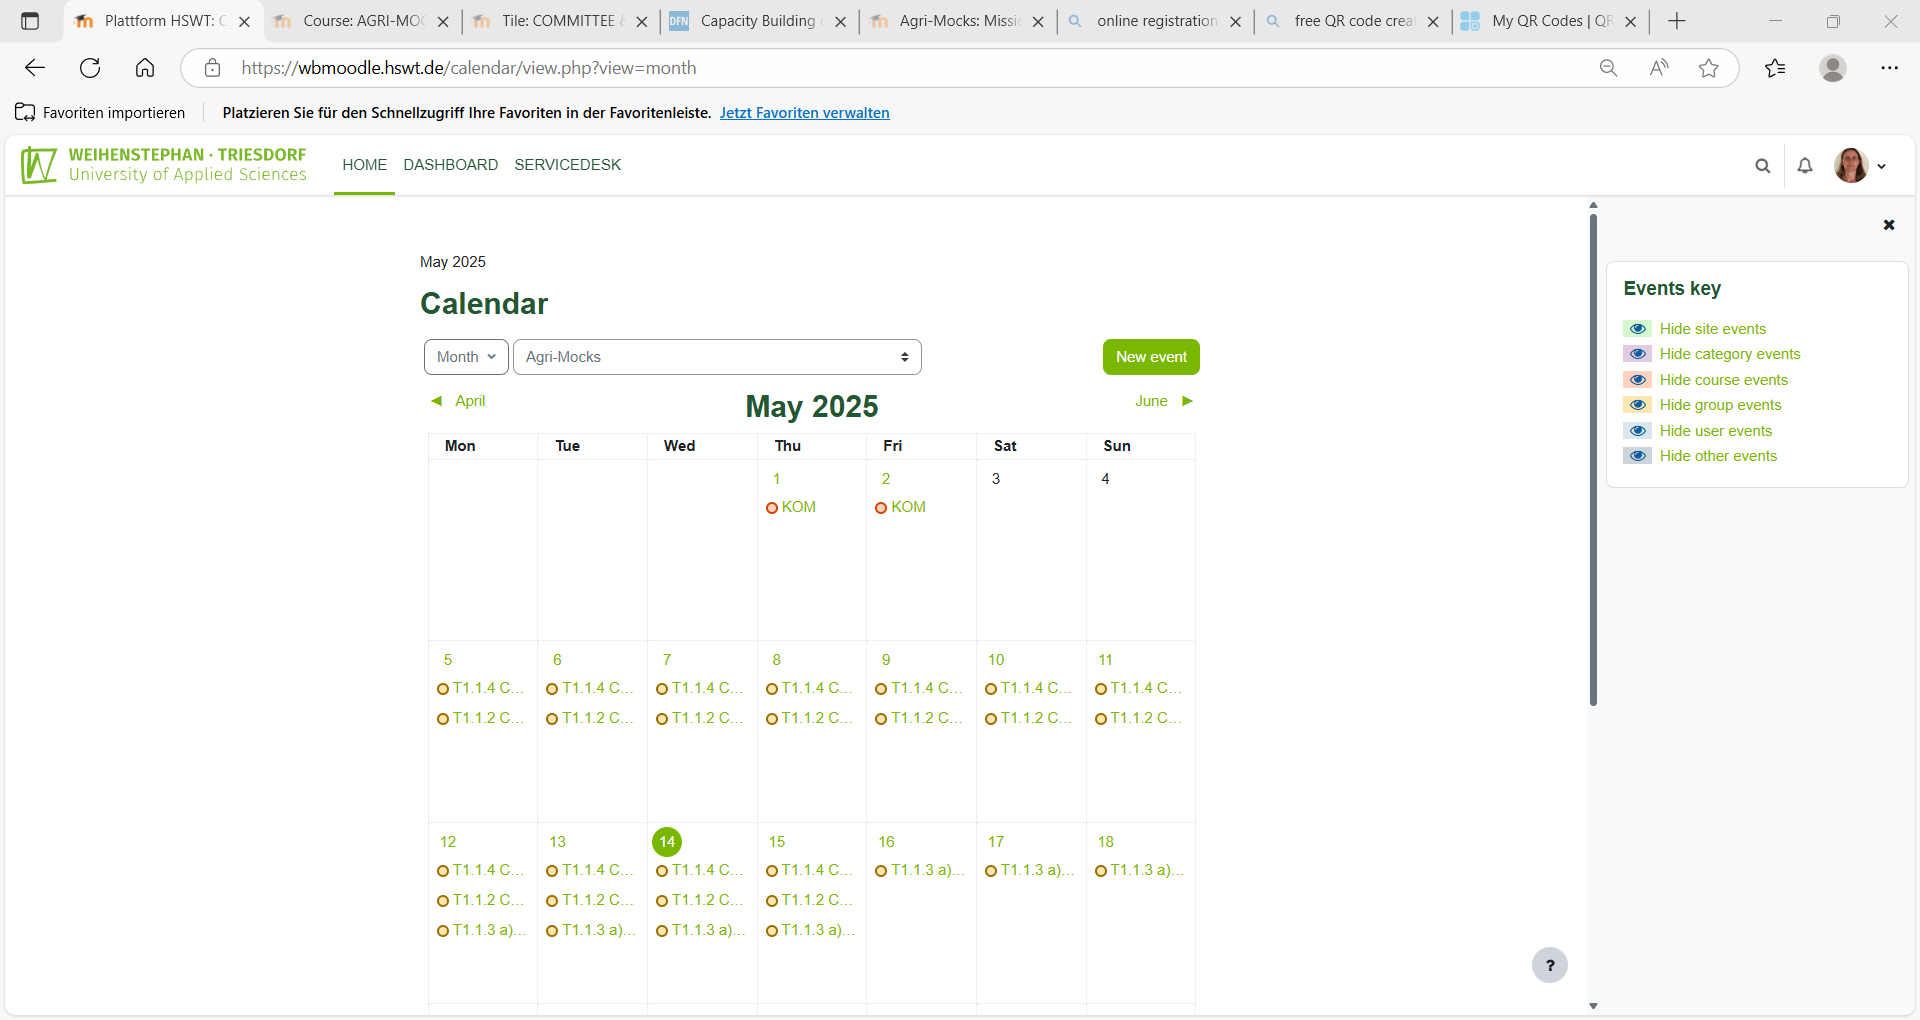 Plattform HSWT: C
Course: AGRI-MOC
Tile: COMMITTEE &
DFN
Capacity Building
Agri-Mocks: Missi
online registration
free QR code crea
My QR Codes | QR
https://wbmoodle.hswt.de/calendar/view.php?view=month
Favoriten importieren
Platzieren Sie für den Schnellzugriff Ihre Favoriten in der Favoritenleiste. Jetzt Favoriten verwalten
WEIHENSTEPHAN · TRIESDORF
University of Applied Sciences
HOME DASHBOARD SERVICEDESK
May 2025
Calendar
Month
Agri-Mocks
New event
April
May 2025
June
Mon Tue Wed Thu Fri Sat Sun
1 2 3 4
KOM KOM
5 6 7 8 9 10 11
T1.1.4 C... T1.1.4 C... T1.1.4 C... T1.1.4 C... T1.1.4 C... T1.1.4 C... T1.1.4 C...
T1.1.2 C... T1.1.2 C... T1.1.2 C... T1.1.2 C... T1.1.2 C... T1.1.2 C... T1.1.2 C...
12 13 14 15 16 17 18
T1.1.4 C... T1.1.4 C... T1.1.4 C... T1.1.4 C... T1.1.3 a)... T1.1.3 a)... T1.1.3 a)...
T1.1.2 C... T1.1.2 C... T1.1.2 C... T1.1.2 C...
T1.1.3 a)... T1.1.3 a)... T1.1.3 a)... T1.1.3 a)...
Events key
Hide site events
Hide category events
Hide course events
Hide group events
Hide user events
Hide other events
?